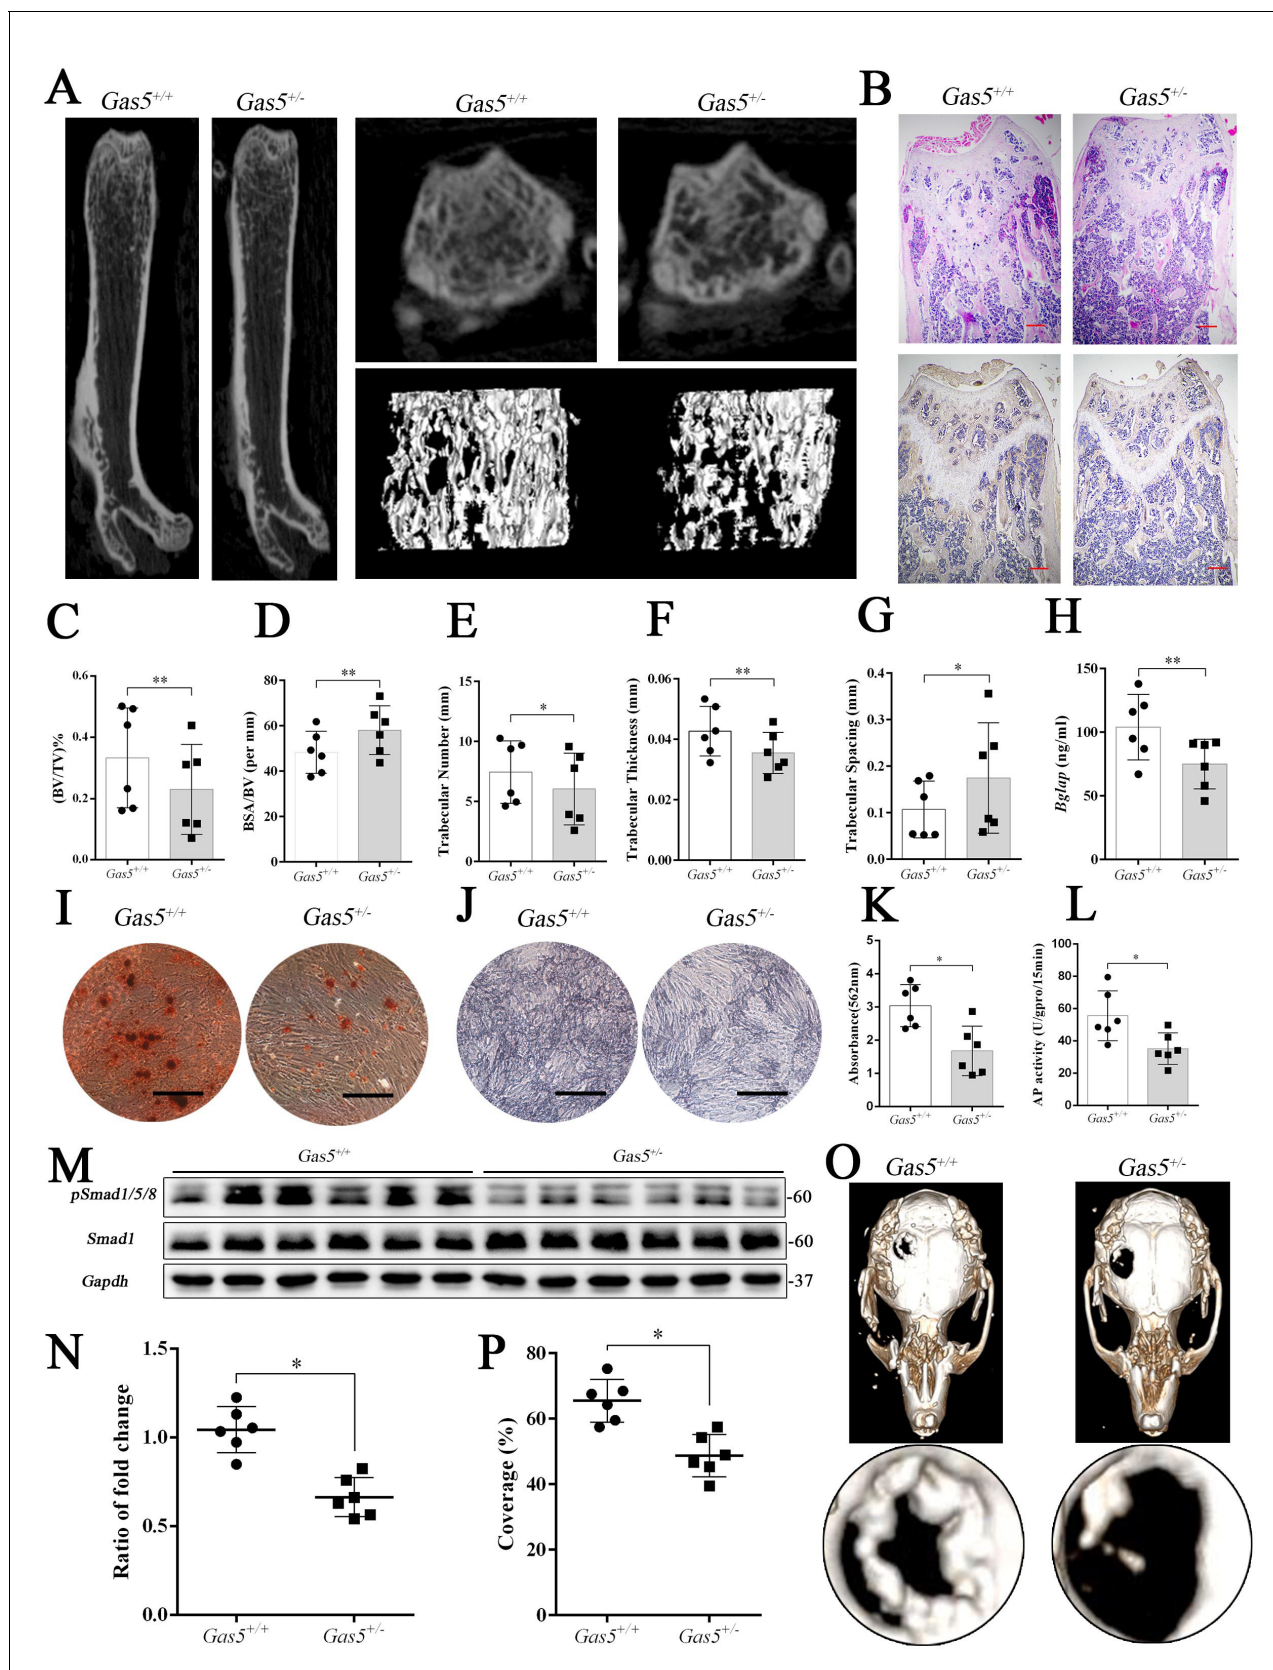 A
Gas5+/+
Gas5+/-
Gas5+/+
Gas5+/-
B
Gas5+/+
Gas5+/-
C
(BV/TV)%
0.6
0.4
0.2
0.0
**
Gas5+/+
Gas5+/-
D
BSA/BV (per mm)
80
60
40
20
0
**
Gas5+/+
Gas5+/-
E
Trabecular Number (mm)
15
10
5
0
*
Gas5+/+
Gas5+/-
F
Trabecular Thickness (mm)
0.06
0.04
0.02
0.00
**
Gas5+/+
Gas5+/-
G
Trabecular Spacing (mm)
0.4
0.3
0.2
0.1
0.0
*
Gas5+/+
Gas5+/-
H
Bglap (ng/ml)
150
100
50
0
**
Gas5+/+
Gas5+/-
I
Gas5+/+
Gas5+/-
J
Gas5+/+
Gas5+/-
K
Absorbance(562nm)
5
4
3
2
1
0
*
Gas5+/+
Gas5+/-
L
AP activity (U/gpro/15min)
100
80
60
40
20
0
*
Gas5+/+
Gas5+/-
M
Gas5+/+
Gas5+/-
pSmad1/5/8
-60
Smad1
-60
Gapdh
-37
N
Ratio of fold change
1.5
1.0
0.5
0.0
*
Gas5+/+
Gas5+/-
P
Coverage (%)
80
60
40
20
0
*
Gas5+/+
Gas5+/-
O
Gas5+/+
Gas5+/-